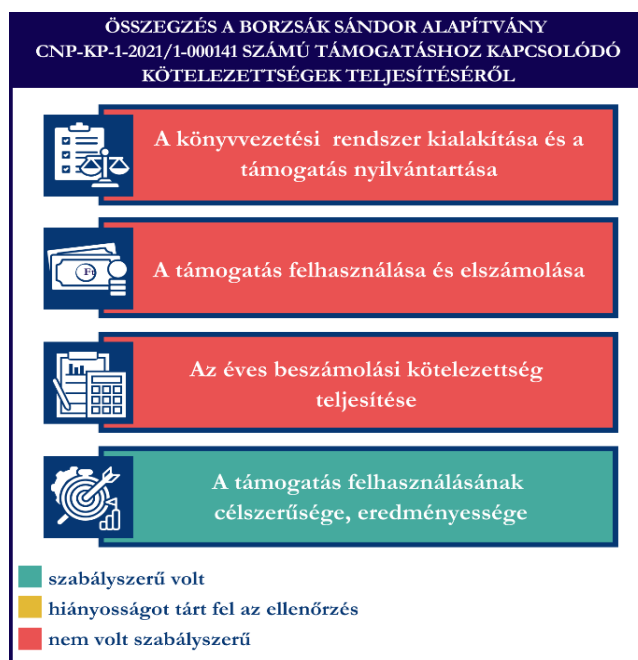 ÖSSZEGZÉS A BORZSÁK SÁNDOR ALAPÍTVÁNY
CNP-KP-1-2021/1-000141 SZÁMÚ TÁMOGATÁSHOZ KAPCSOLÓDÓ
KÖTELEZETTSÉGEK TELJESÍTÉSÉRŐL
A könyvvezetési rendszer kialakítása és a
támogatás nyilvántartása
Ft
A támogatás felhasználása és elszámolása
Az éves beszámolási kötelezettség
teljesítése
A támogatás felhasználásának
célszerűsége, eredményessége
szabályszerű volt
hiányosságot tárt fel az ellenőrzés
nem volt szabályszerű